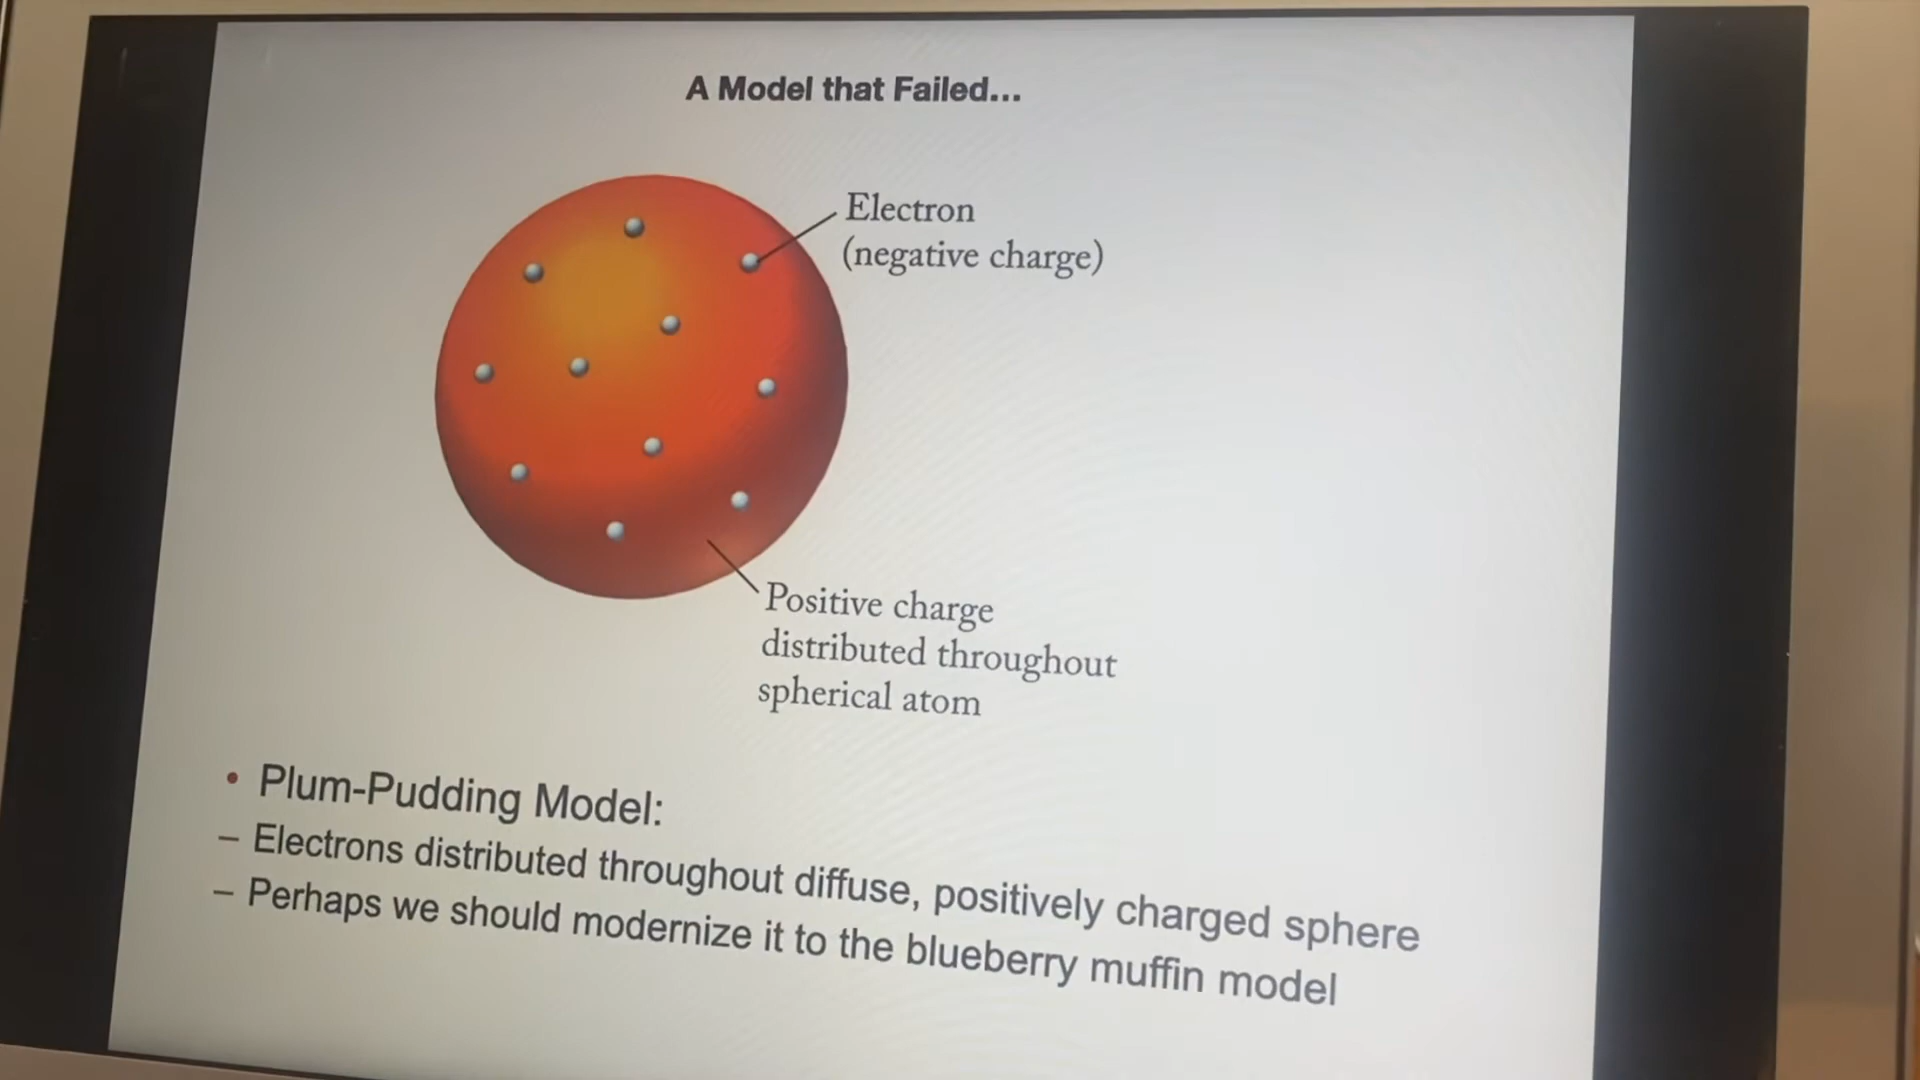 A Model that Failed...
Electron
(negative charge)
Positive charge
distributed throughout
spherical atom
• Plum-Pudding Model:
– Electrons distributed throughout diffuse, positively charged sphere
– Perhaps we should modernize it to the blueberry muffin model